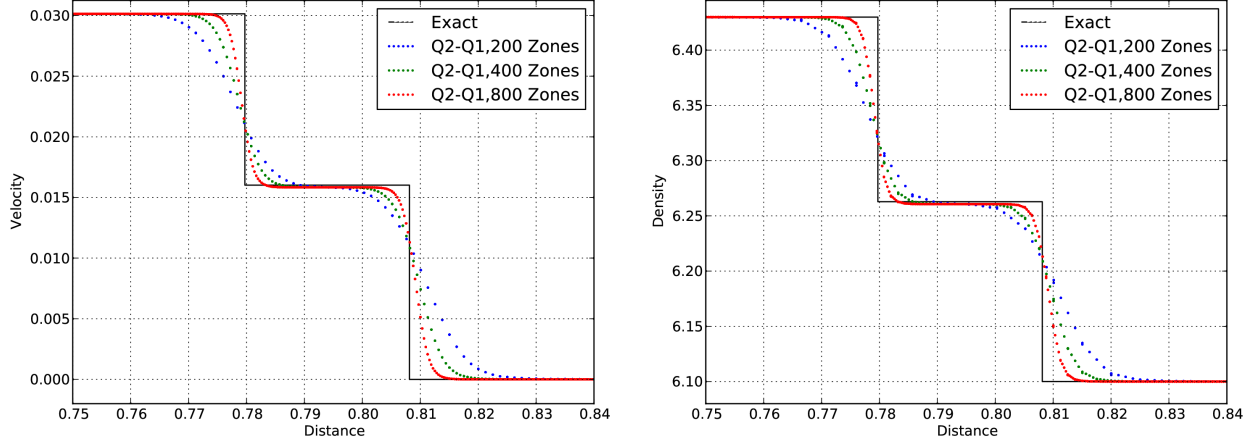 0.030
0.025
0.020
0.015
0.010
0.005
0.000
Velocity
Exact
Q2-Q1,200 Zones
Q2-Q1,400 Zones
Q2-Q1,800 Zones
0.75 0.76 0.77 0.78 0.79 0.80 0.81 0.82 0.83 0.84
Distance
6.40
6.35
6.30
6.25
6.20
6.15
6.10
Density
Exact
Q2-Q1,200 Zones
Q2-Q1,400 Zones
Q2-Q1,800 Zones
0.75 0.76 0.77 0.78 0.79 0.80 0.81 0.82 0.83 0.84
Distance